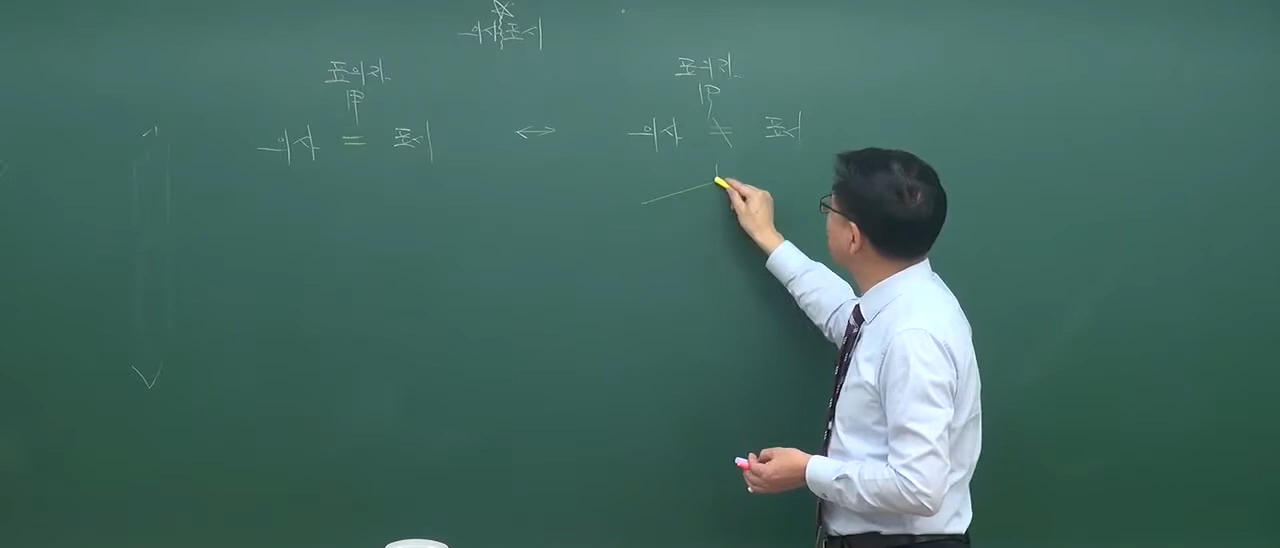 의사 표시
표의자 표의자
甲 甲
의사 = 표시 ↔ 의사 ≠ 표시